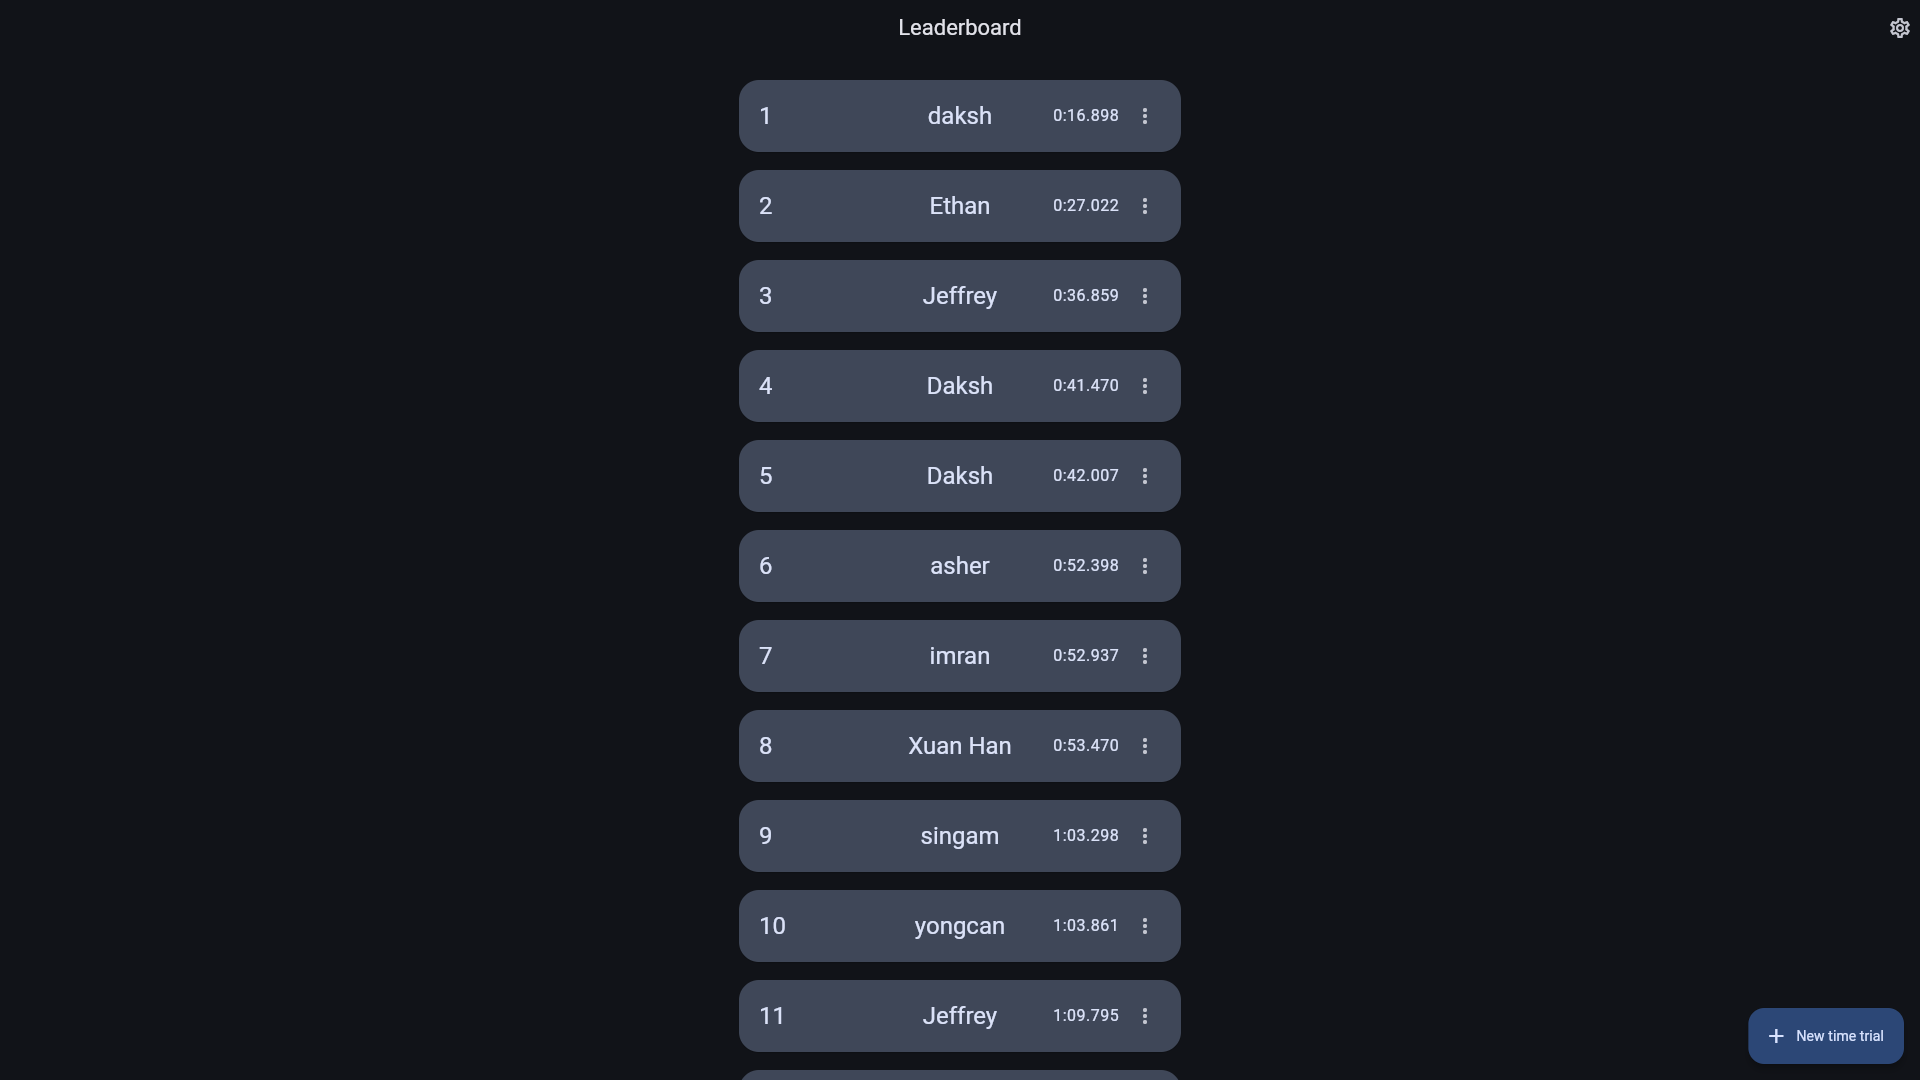 Leaderboard
1 daksh 0:16.898
2 Ethan 0:27.022
3 Jeffrey 0:36.859
4 Daksh 0:41.470
5 Daksh 0:42.007
6 asher 0:52.398
7 imran 0:52.937
8 Xuan Han 0:53.470
9 singam 1:03.298
10 yongcan 1:03.861
11 Jeffrey 1:09.795
New time trial